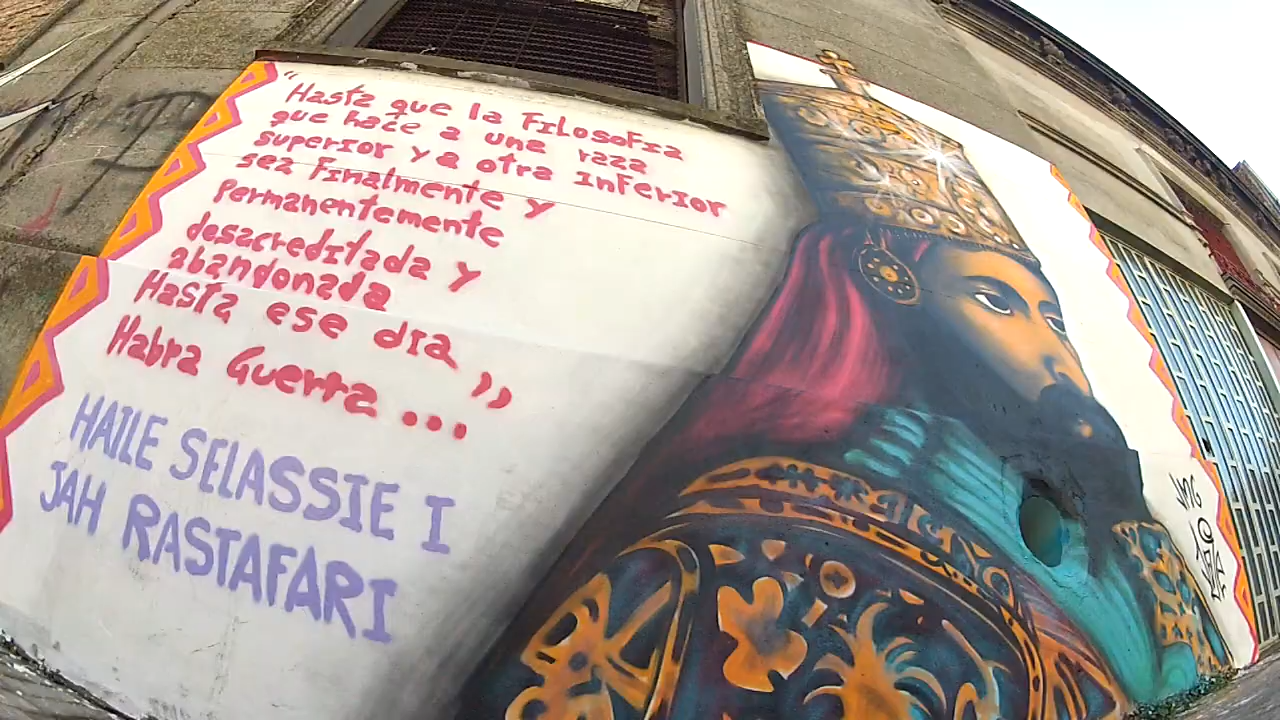 "Hasta que la Filosofia
que hace a una raza
superior y a otra inferior
sea Finalmente y
Permanentemente
desacreditada y
abandonada
Hasta ese dia
Habra Guerra..."
HAILE SELASSIE I
JAH RASTAFARI